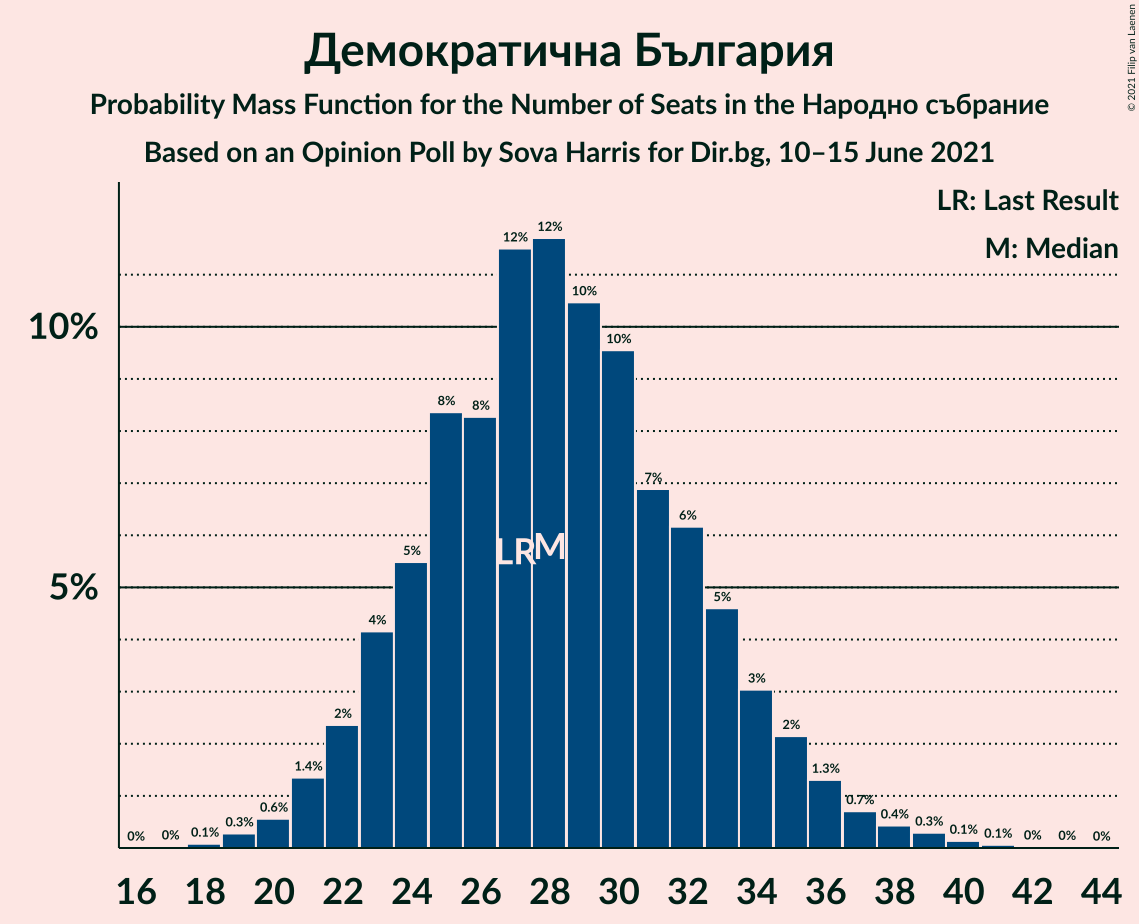 Демократична България
Probability Mass Function for the Number of Seats in the Народно събрание
Based on an Opinion Poll by Sova Harris for Dir.bg, 10–15 June 2021
© 2021 Filip van Laenen
LR: Last Result
M: Median
10%
5%
0% 0% 0.1% 0.3% 0.6% 1.4% 2% 4% 5% 8% 8% 12% 12% 10% 10% 7% 6% 5% 3% 2% 1.3% 0.7% 0.4% 0.3% 0.1% 0.1% 0% 0% 0%
LR M
16 18 20 22 24 26 28 30 32 34 36 38 40 42 44